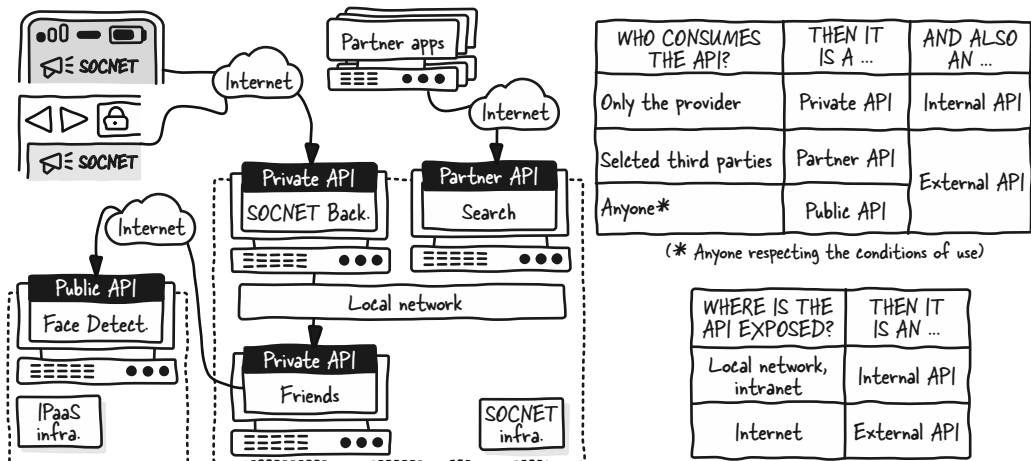 SOCNET
SOCNET
Internet
Partner apps
Internet
Private API
SOCNET Back.
Partner API
Search
Internet
Public API
Face Detect.
Local network
Private API
Friends
IPaaS
infra.
SOCNET
infra.
WHO CONSUMES
THE API?
THEN IT
IS A ...
AND ALSO
AN ...
Only the provider
Private API
Internal API
Selcted third parties
Partner API
External API
Anyone*
Public API
(* Anyone respecting the conditions of use)
WHERE IS THE
API EXPOSED?
THEN IT
IS AN ...
Local network,
intranet
Internal API
Internet
External API